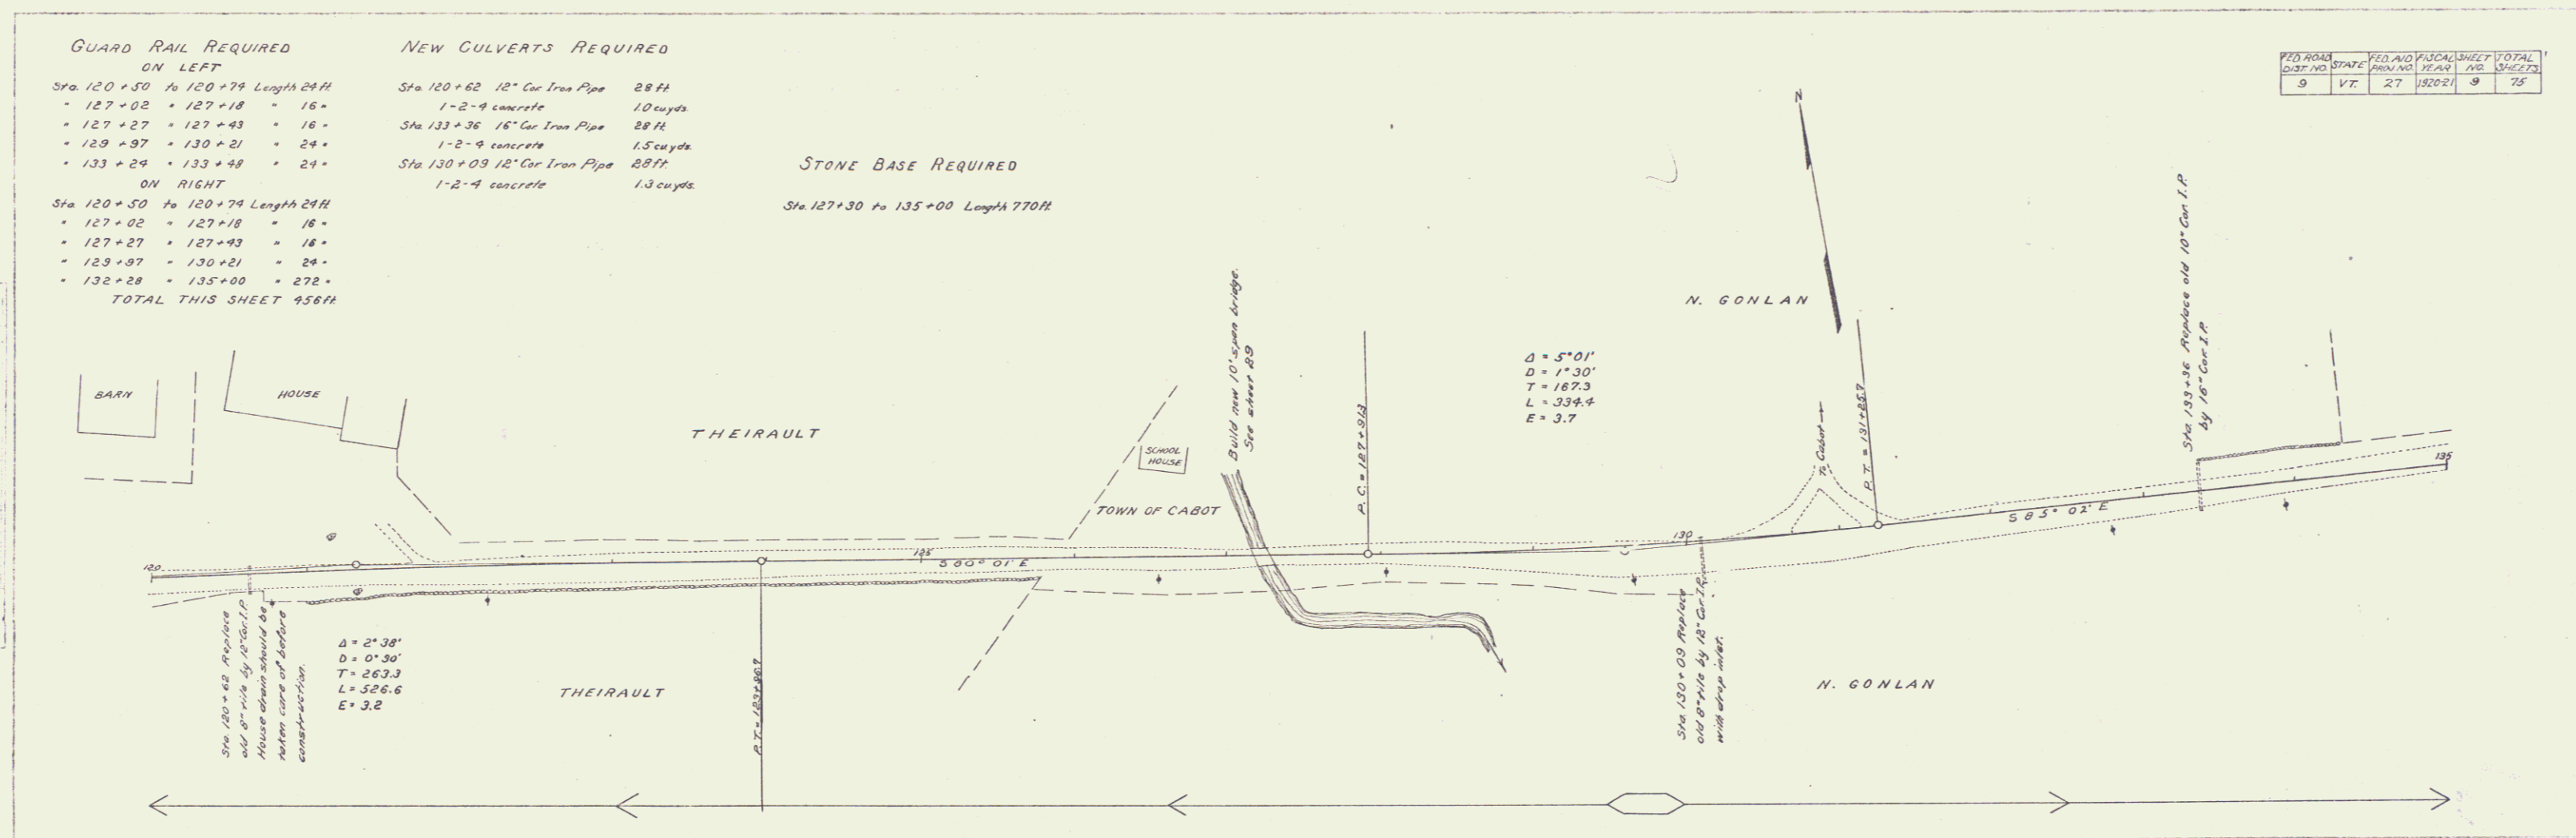 GUARD RAIL REQUIRED
ON LEFT
Sta. 120+50 to 120+74 Length 24 ft.
" 127+02 " 127+18 " 16 "
" 127+27 " 127+43 " 16 "
" 129+97 " 130+21 " 24 "
" 133+24 " 133+48 " 24 "
ON RIGHT
Sta. 120+50 to 120+74 Length 24 ft.
" 127+02 " 127+18 " 16 "
" 127+27 " 127+43 " 16 "
" 129+97 " 130+21 " 24 "
" 132+28 " 135+00 " 272 "
TOTAL THIS SHEET 456 ft.
NEW CULVERTS REQUIRED
Sta. 120+62 12" Cor. Iron Pipe 28 ft.
1-2-4 concrete 1.0 cu.yds.
Sta. 133+36 16" Cor. Iron Pipe 28 ft.
1-2-4 concrete 1.5 cu.yds.
Sta. 130+09 12" Cor. Iron Pipe 28 ft.
1-2-4 concrete 1.3 cu.yds.
STONE BASE REQUIRED
Sta. 127+30 to 135+00 Length 770 ft.
FED. ROAD DIST. NO. STATE FED. AID PROJ. NO. FISCAL YEAR SHEET NO. TOTAL SHEETS
9 VT. 27 1920-21 9 75
N
N. GONLAN
Build new 10' span bridge.
See sheet 89
Sta. 133+36 Replace old 10" Cor. I.P.
by 16" Cor. I.P.
Δ = 5°01'
D = 1°30'
T = 167.3
L = 334.4
E = 3.7
BARN
HOUSE
THEIRAULT
SCHOOL
HOUSE
TOWN OF CABOT
P.C. = 127+91.3
To Cabot
P.T. = 131+25.7
120
125
S 80° 01' E
130
S 85° 02' E
135
Sta. 120+62 Replace
old 8" tile by 12" Cor. I.P.
House drain should be
taken care of before
construction.
Δ = 2°38'
D = 0°30'
T = 263.3
L = 526.6
E = 3.2
THEIRAULT
Sta. 130+09 Replace
old 8" tile by 12" Cor. I.P.
with drop inlet.
N. GONLAN